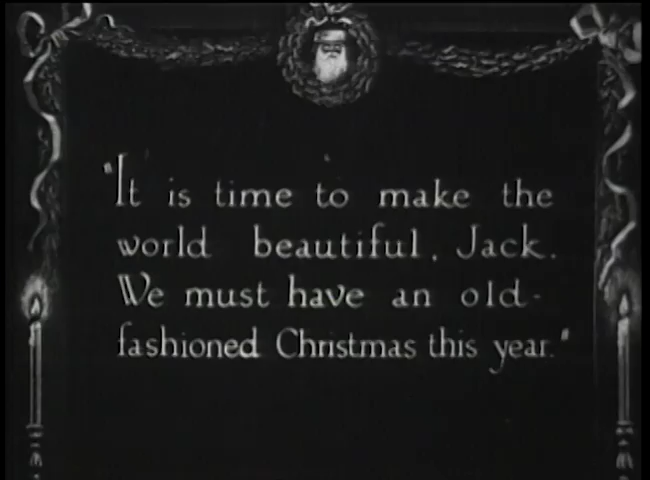 "It is time to make the
world beautiful, Jack.
We must have an old-
fashioned Christmas this year."